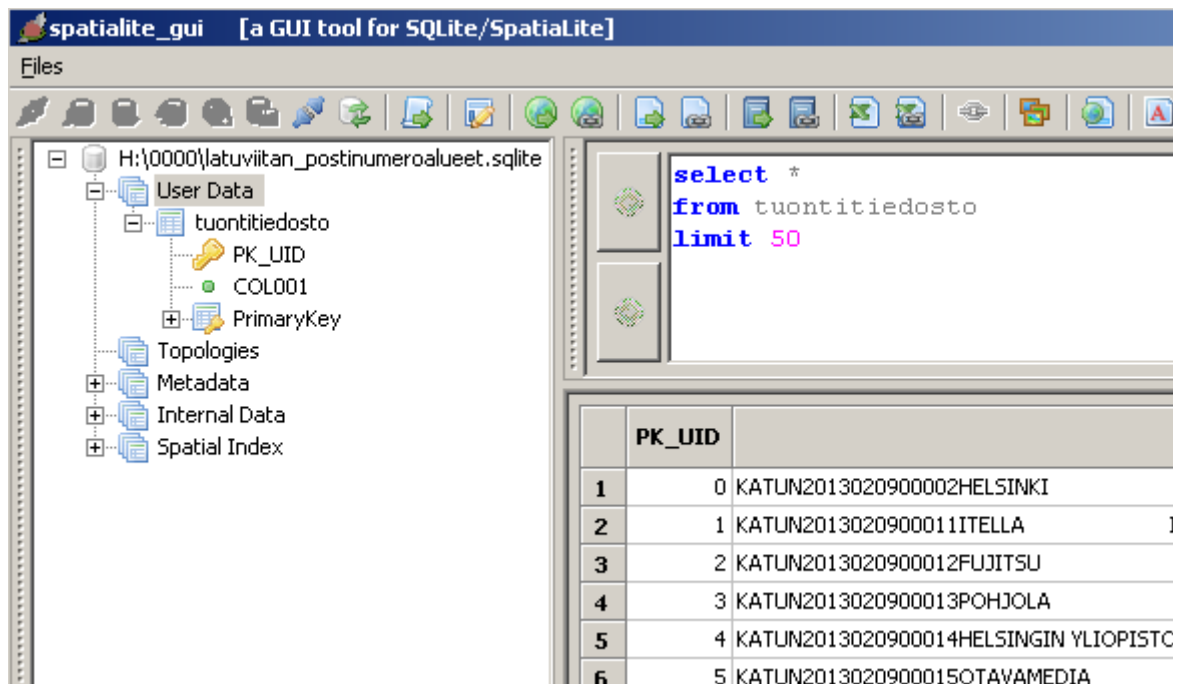 spatialite_gui [a GUI tool for SQLite/SpatiaLite]
Files
H:\0000\latuviitan_postinumeroalueet.sqlite
User Data
tuontitiedosto
PK_UID
COL001
PrimaryKey
Topologies
Metadata
Internal Data
Spatial Index
select *
from tuontitiedosto
limit 50
PK_UID
1 0 KATUN2013020900002HELSINKI
2 1 KATUN2013020900011ITELLA I
3 2 KATUN2013020900012FUJITSU
4 3 KATUN2013020900013POHJOLA
5 4 KATUN2013020900014HELSINGIN YLIOPISTO
6 5 KATUN2013020900015OTAVAMEDIA